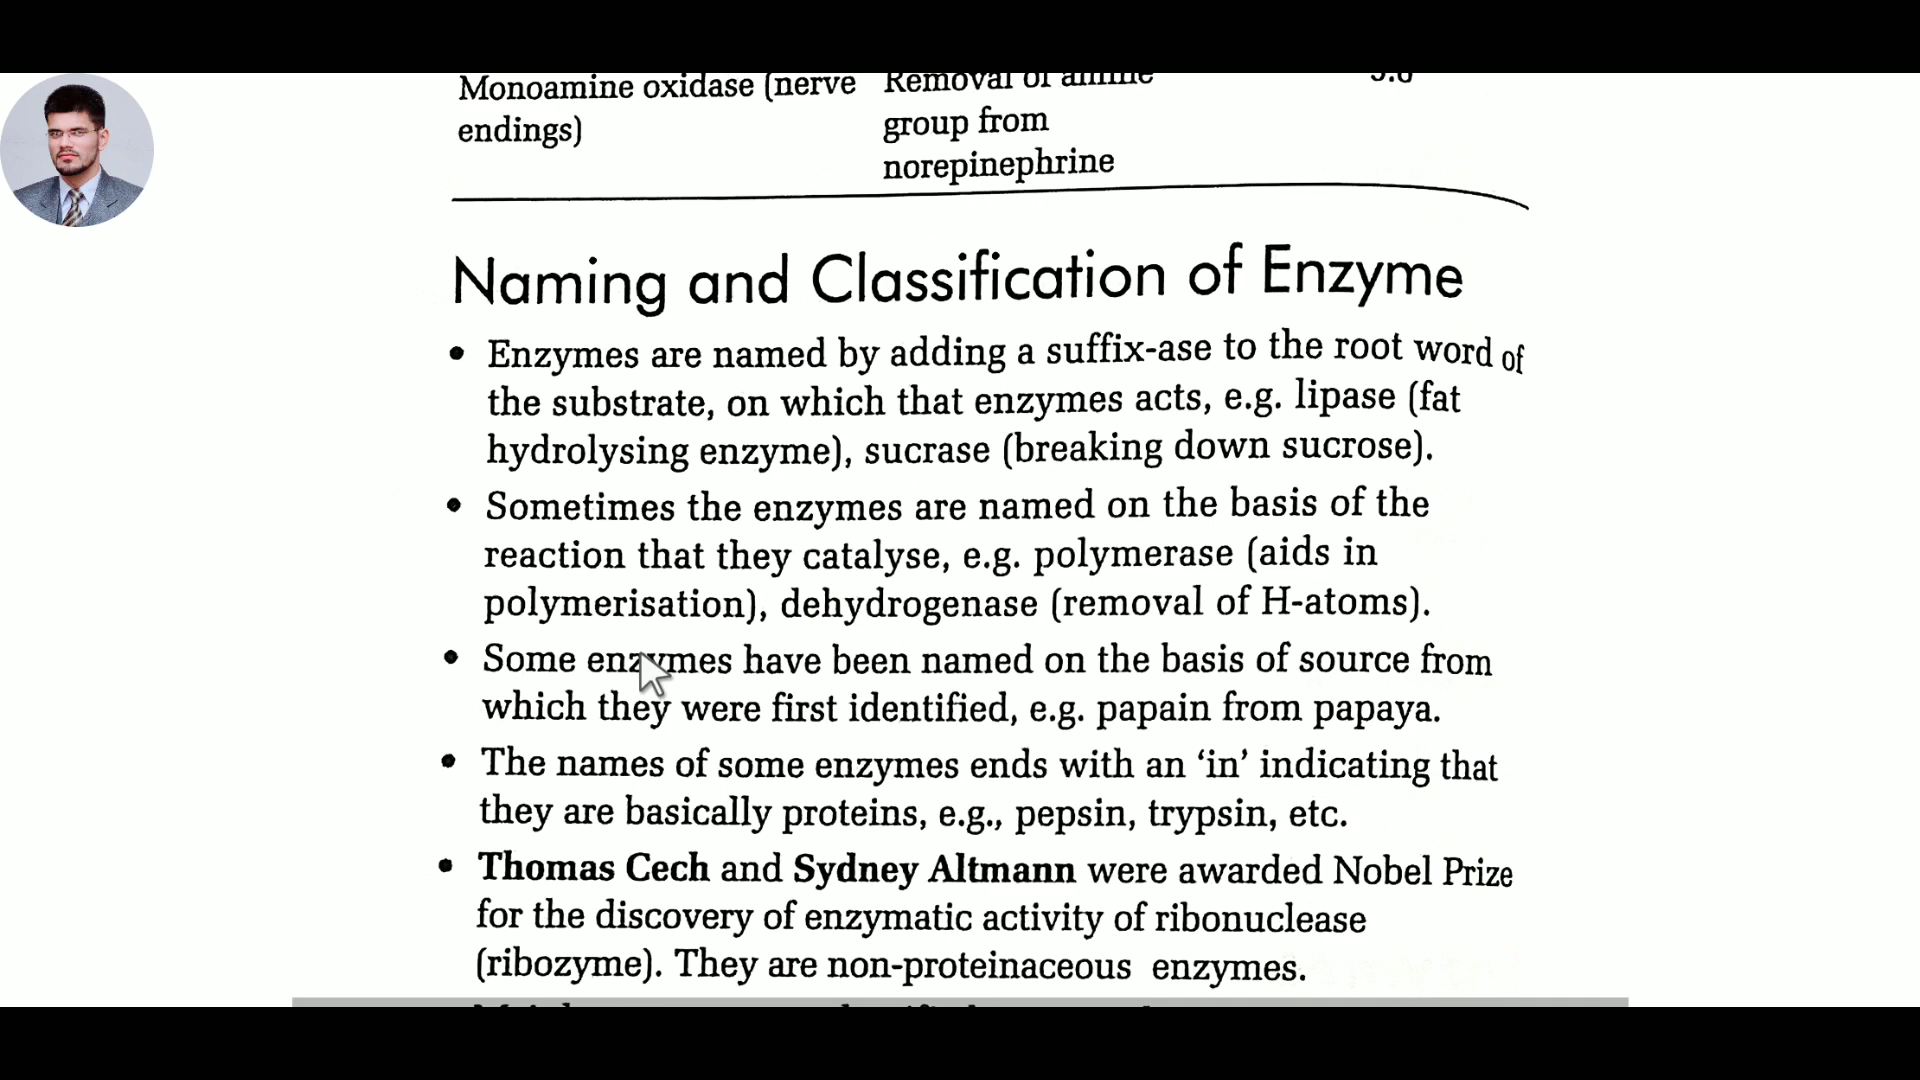 Monoamine oxidase (nerve Removal of amine
endings) group from
norepinephrine
Naming and Classification of Enzyme
• Enzymes are named by adding a suffix-ase to the root word of
the substrate, on which that enzymes acts, e.g. lipase (fat
hydrolysing enzyme), sucrase (breaking down sucrose).
• Sometimes the enzymes are named on the basis of the
reaction that they catalyse, e.g. polymerase (aids in
polymerisation), dehydrogenase (removal of H-atoms).
• Some enzymes have been named on the basis of source from
which they were first identified, e.g. papain from papaya.
• The names of some enzymes ends with an ‘in’ indicating that
they are basically proteins, e.g., pepsin, trypsin, etc.
• Thomas Cech and Sydney Altmann were awarded Nobel Prize
for the discovery of enzymatic activity of ribonuclease
(ribozyme). They are non-proteinaceous enzymes.